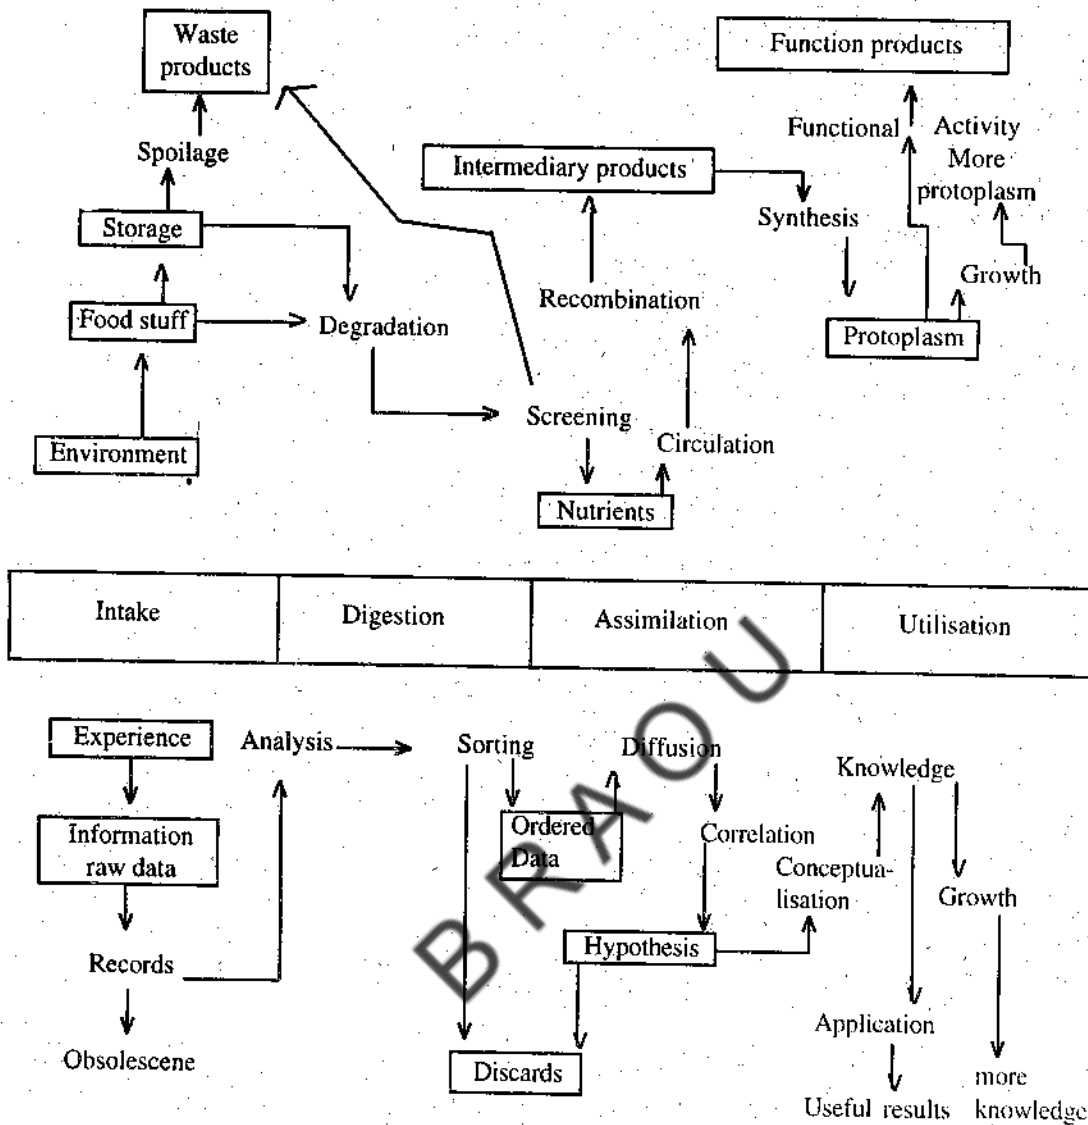 Waste
products
Function products
Spoilage
Functional
Activity
More
protoplasm
Intermediary products
Storage
Synthesis
Growth
Recombination
Food stuff
Degradation
Protoplasm
Screening
Circulation
Environment
Nutrients
Intake
Digestion
Assimilation
Utilisation
Experience
Analysis
Sorting
Diffusion
Knowledge
Information
raw data
Ordered
Data
Correlation
Conceptua-
lisation
Growth
Records
Hypothesis
Application
Obsolescene
Discards
more
knowledge
Useful results
BRAOU